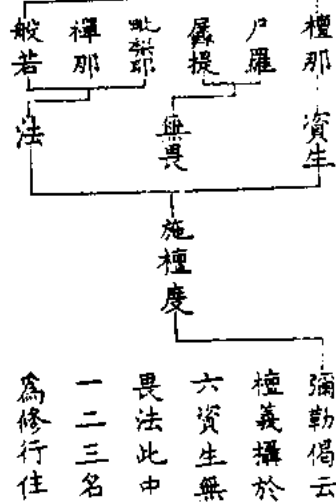 檀那
尸羅
羼提
毗梨耶
禪那
般若
資生
無畏
法
施檀度
彌勒偈云
檀義攝於
六資生無
畏法此中
一二三名
為修行住